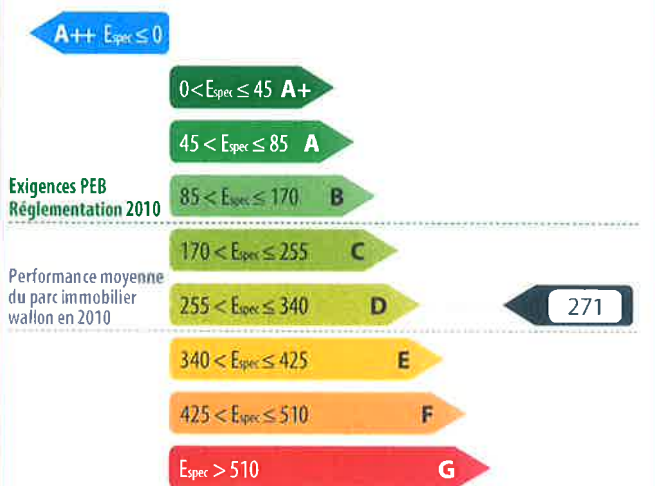 A++ Espec ≤ 0
0 < Espec ≤ 45 A+
45 < Espec ≤ 85 A
Exigences PEB
Réglementation 2010
85 < Espec ≤ 170 B
170 < Espec ≤ 255 C
Performance moyenne
du parc immobilier
wallon en 2010
255 < Espec ≤ 340 D
271
340 < Espec ≤ 425 E
425 < Espec ≤ 510 F
Espec > 510 G